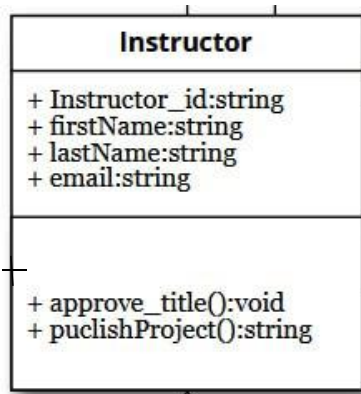 Instructor
+ Instructor_id:string
+ firstName:string
+ lastName:string
+ email:string
+ approve_title():void
+ puclishProject():string